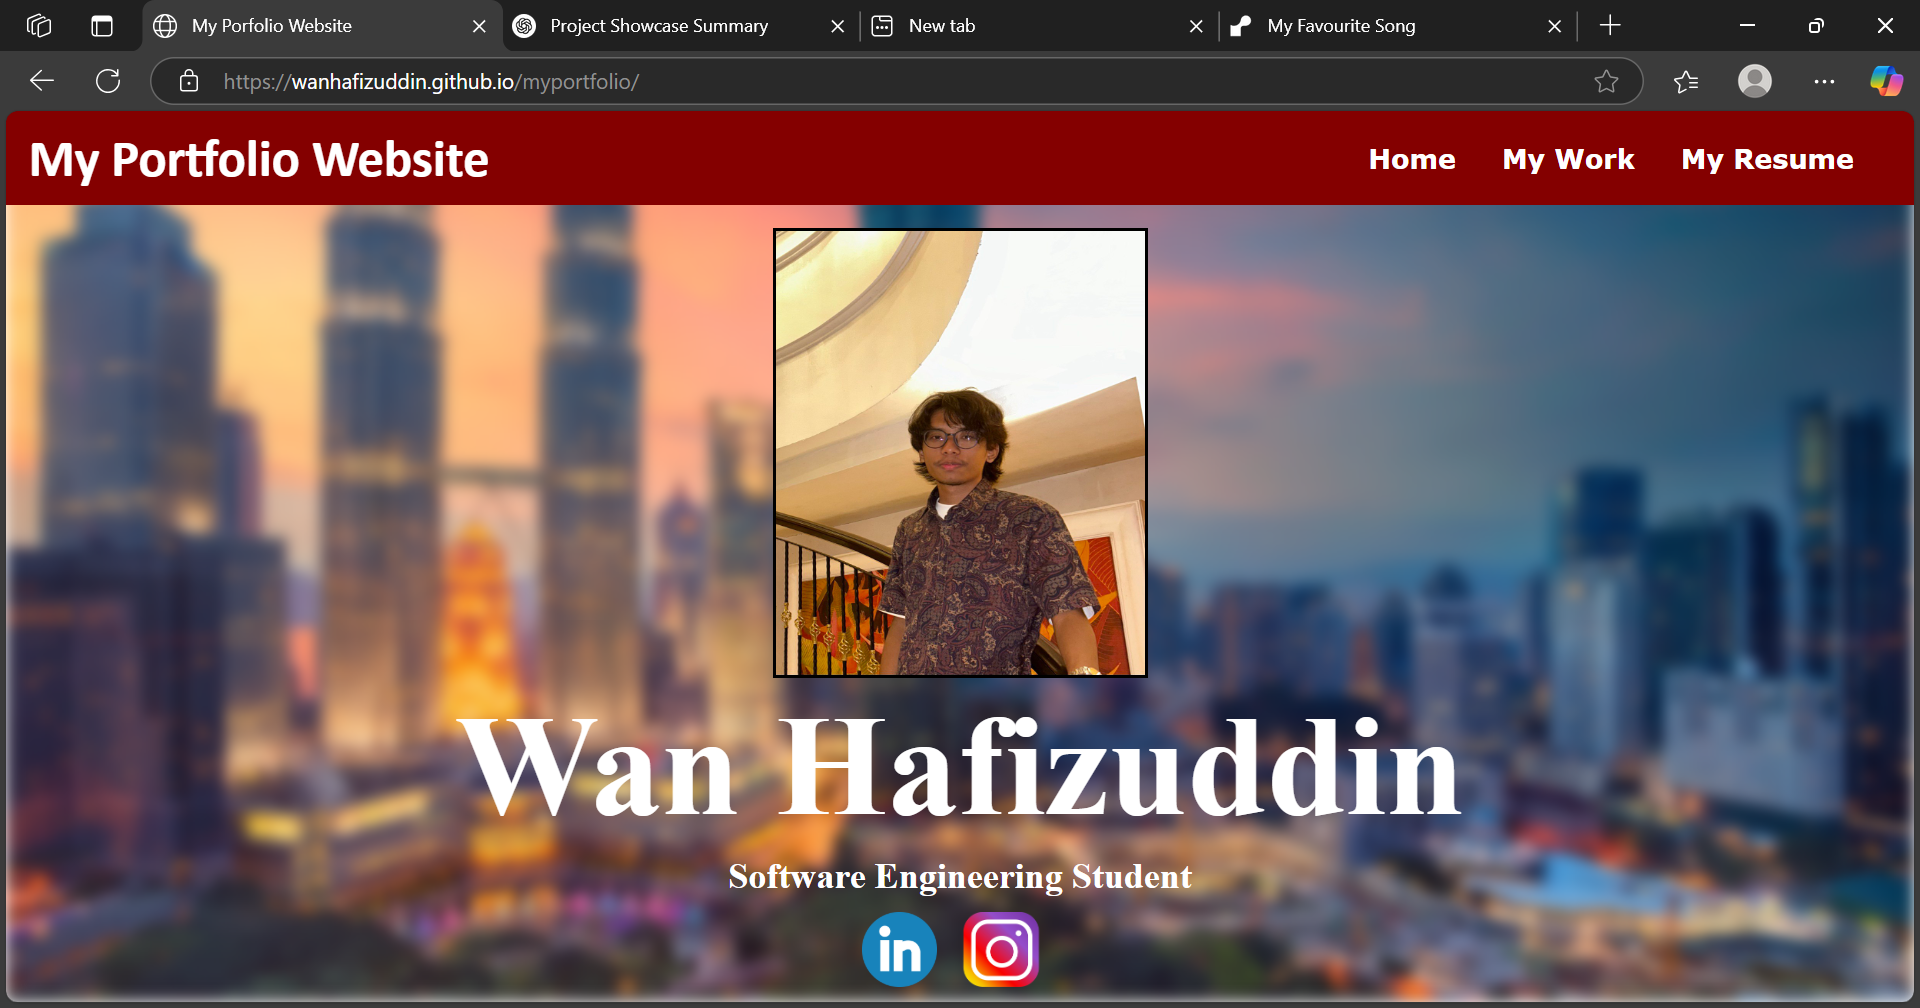 My Porfolio Website
Project Showcase Summary
New tab
My Favourite Song
https://wanhafizuddin.github.io/myportfolio/
My Portfolio Website
Home
My Work
My Resume
Wan Hafizuddin
Software Engineering Student
in